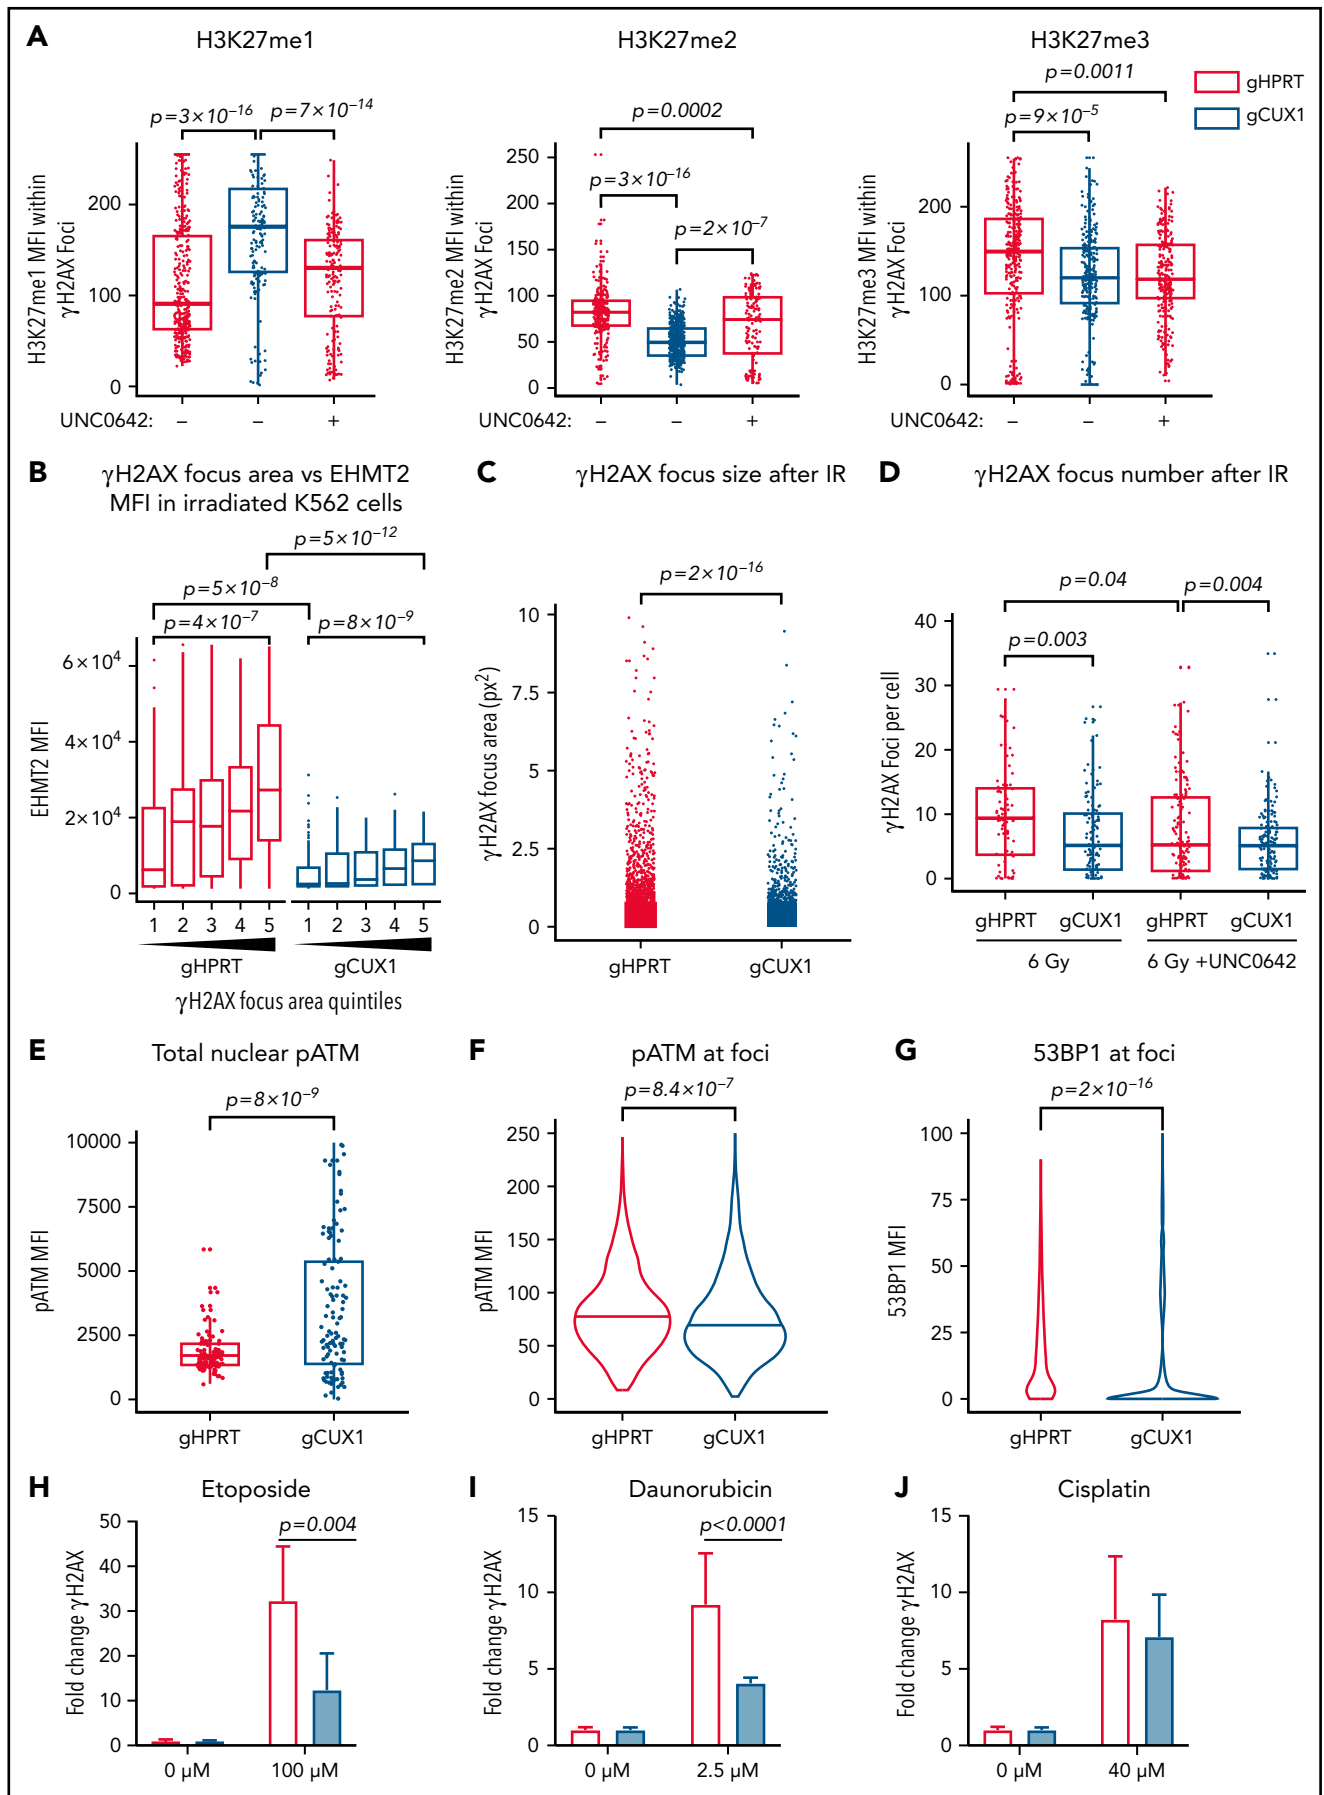 A
H3K27me1
H3K27me2
H3K27me3
gHPRT
gCUX1
p=3×10⁻¹⁶
p=7×10⁻¹⁴
p=0.0002
p=3×10⁻¹⁶
p=2×10⁻⁷
p=0.0011
p=9×10⁻⁵
H3K27me1 MFI within
γH2AX Foci
200
100
0
H3K27me2 MFI within
γH2AX Foci
250
200
150
100
50
0
H3K27me3 MFI within
γH2AX Foci
200
100
0
UNC0642: – – +
UNC0642: – – +
UNC0642: – – +
B
γH2AX focus area vs EHMT2
MFI in irradiated K562 cells
p=5×10⁻¹²
p=5×10⁻⁸
p=4×10⁻⁷
p=8×10⁻⁹
EHMT2 MFI
6×10⁴
4×10⁴
2×10⁴
0
1 2 3 4 5 1 2 3 4 5
gHPRT gCUX1
γH2AX focus area quintiles
C
γH2AX focus size after IR
p=2×10⁻¹⁶
γH2AX focus area (px²)
10
7.5
5
2.5
0
gHPRT gCUX1
D
γH2AX focus number after IR
p=0.04
p=0.004
p=0.003
γH2AX Foci per cell
40
30
20
10
0
gHPRT gCUX1 gHPRT gCUX1
6 Gy 6 Gy +UNC0642
E
Total nuclear pATM
p=8×10⁻⁹
pATM MFI
10000
7500
5000
2500
0
gHPRT gCUX1
F
pATM at foci
p=8.4×10⁻⁷
pATM MFI
250
200
150
100
50
0
gHPRT gCUX1
G
53BP1 at foci
p=2×10⁻¹⁶
53BP1 MFI
100
75
50
25
0
gHPRT gCUX1
H
Etoposide
p=0.004
Fold change γH2AX
50
40
30
20
10
0
0 µM 100 µM
I
Daunorubicin
p<0.0001
Fold change γH2AX
15
10
5
0
0 µM 2.5 µM
J
Cisplatin
Fold change γH2AX
15
10
5
0
0 µM 40 µM